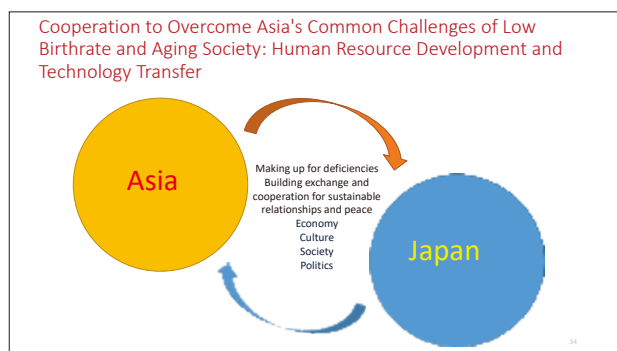 Cooperation to Overcome Asia's Common Challenges of Low
Birthrate and Aging Society: Human Resource Development and
Technology Transfer
Asia
Making up for deficiencies
Building exchange and
cooperation for sustainable
relationships and peace
Economy
Culture
Society
Politics
Japan
34